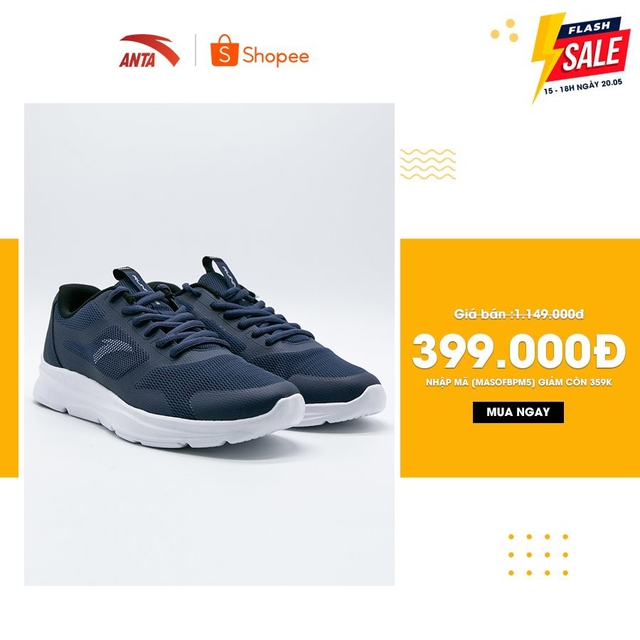 ANTA
S Shopee
FLASH
SALE
15 - 18H NGÀY 20.05
Giá bán :1.149.000đ
399.000Đ
NHẬP MÃ [MASOFBPM5] GIẢM CÒN 359K
MUA NGAY